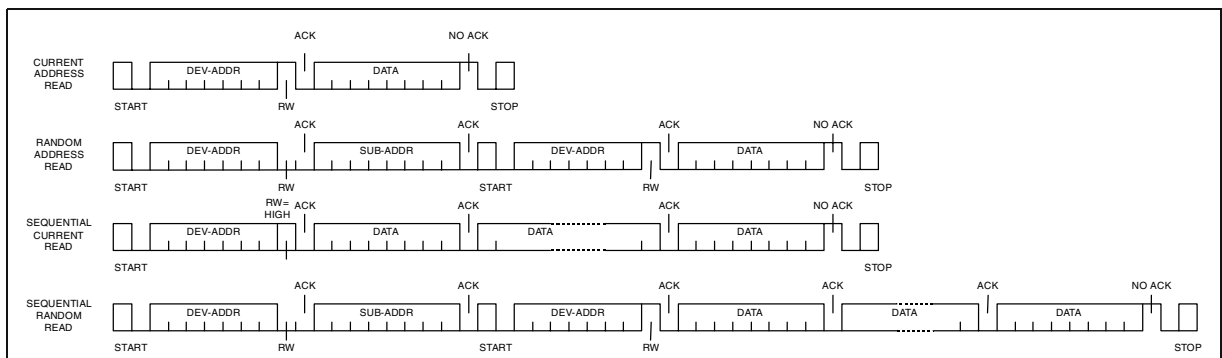 ACK NO ACK
CURRENT
ADDRESS
READ
DEV-ADDR DATA
START RW STOP
ACK ACK ACK NO ACK
RANDOM
ADDRESS
READ
DEV-ADDR SUB-ADDR DEV-ADDR DATA
START RW START RW STOP
RW=
HIGH
ACK ACK ACK NO ACK
SEQUENTIAL
CURRENT
READ
DEV-ADDR DATA DATA DATA
START STOP
ACK ACK ACK ACK ACK NO ACK
SEQUENTIAL
RANDOM
READ
DEV-ADDR SUB-ADDR DEV-ADDR DATA DATA DATA
START RW START RW STOP